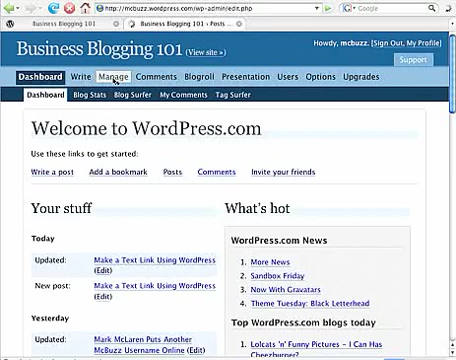 http://mcbuzz.wordpress.com/wp-admin/edit.php
Google
Business Blogging 101
Business Blogging 101 › Posts ...
Business Blogging 101 (View site »)
Howdy, mcbuzz. [Sign Out, My Profile]
Support
Dashboard Write Manage Comments Blogroll Presentation Users Options Upgrades
Dashboard Blog Stats Blog Surfer My Comments Tag Surfer
Welcome to WordPress.com
Use these links to get started:
Write a post Add a bookmark Posts Comments Invite your friends
Your stuff
Today
Updated: Make a Text Link Using WordPress
(Edit)
New post: Make a Text Link Using WordPress
(Edit)
Yesterday
Updated: Mark McLaren Puts Another
McBuzz Username Online (Edit)
What's hot
WordPress.com News
1. More News
2. Sandbox Friday
3. Now With Gravatars
4. Theme Tuesday: Black Letterhead
Top WordPress.com blogs today
1. Lolcats 'n' Funny Pictures – I Can Has
Cheezburger?